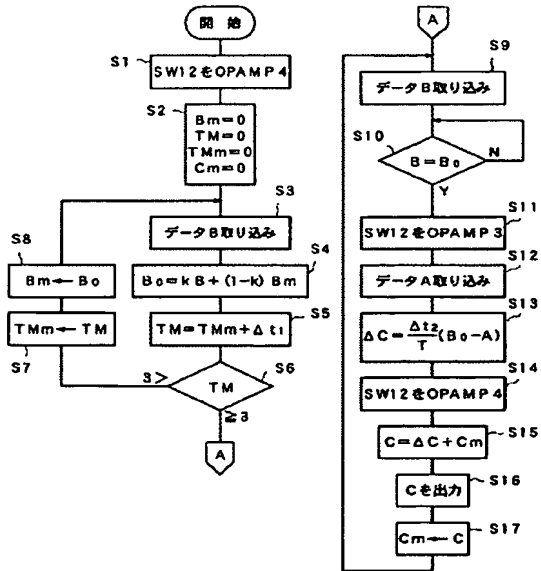 開始
S1
SW12をOPAMP4
S2
Bm=0
TM=0
TMm=0
Cm=0
S3
データB取り込み
S4
B₀=kB+(1-k)Bm
S5
TM=TMm+Δt₁
S6
TM
3>
≧3
S7
TMm←TM
S8
Bm←B₀
A
A
S9
データB取り込み
S10
B=B₀
N
Y
S11
SW12をOPAMP3
S12
データA取り込み
S13
ΔC=Δt₂/T(B₀-A)
S14
SW12をOPAMP4
S15
C=ΔC+Cm
S16
Cを出力
S17
Cm←C